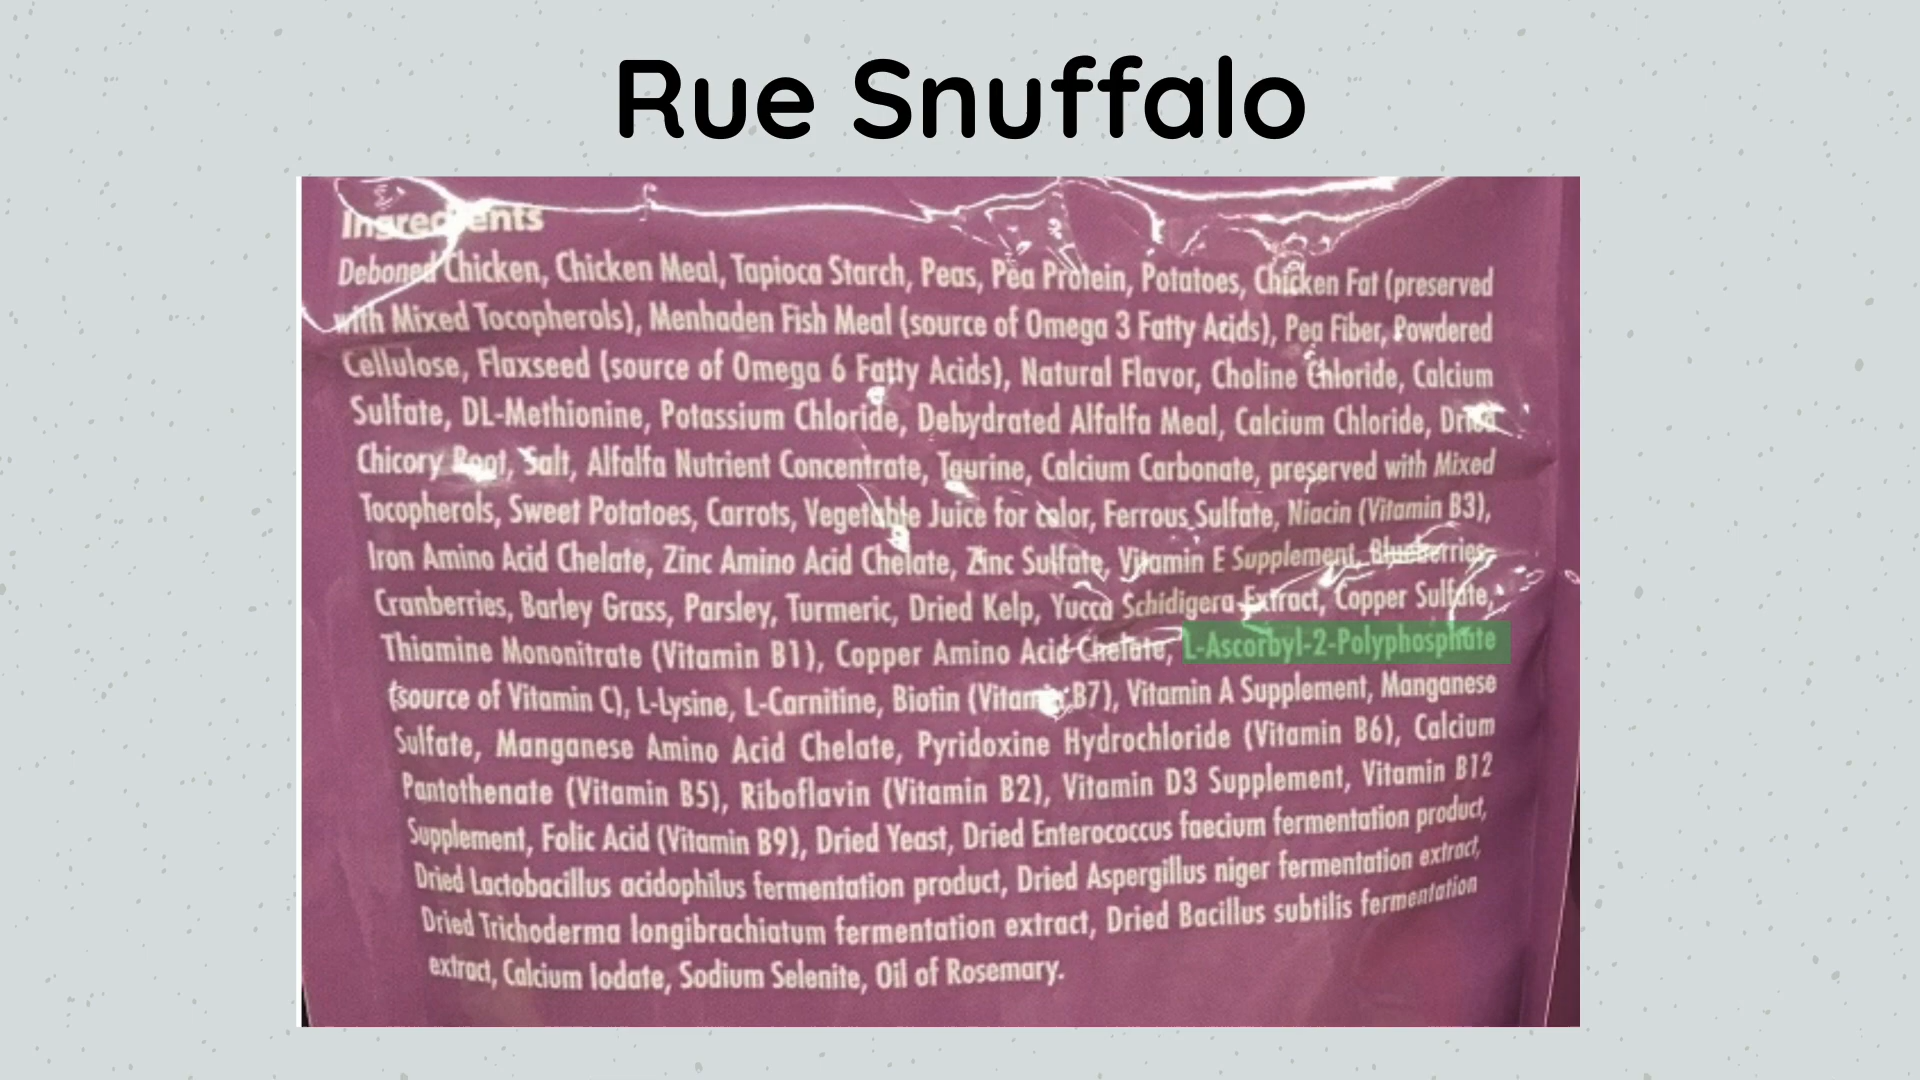 Rue Snuffalo
Ingredients
Deboned Chicken, Chicken Meal, Tapioca Starch, Peas, Pea Protein, Potatoes, Chicken Fat (preserved
with Mixed Tocopherols), Menhaden Fish Meal (source of Omega 3 Fatty Acids), Pea Fiber, Powdered
Cellulose, Flaxseed (source of Omega 6 Fatty Acids), Natural Flavor, Choline Chloride, Calcium
Sulfate, DL-Methionine, Potassium Chloride, Dehydrated Alfalfa Meal, Calcium Chloride, Dried
Chicory Root, Salt, Alfalfa Nutrient Concentrate, Taurine, Calcium Carbonate, preserved with Mixed
Tocopherols, Sweet Potatoes, Carrots, Vegetable Juice for color, Ferrous Sulfate, Niacin (Vitamin B3),
Iron Amino Acid Chelate, Zinc Amino Acid Chelate, Zinc Sulfate, Vitamin E Supplement, Blueberries,
Cranberries, Barley Grass, Parsley, Turmeric, Dried Kelp, Yucca Schidigera Extract, Copper Sulfate,
Thiamine Mononitrate (Vitamin B1), Copper Amino Acid Chelate, L-Ascorbyl-2-Polyphosphate
(source of Vitamin C), L-Lysine, L-Carnitine, Biotin (Vitamin B7), Vitamin A Supplement, Manganese
Sulfate, Manganese Amino Acid Chelate, Pyridoxine Hydrochloride (Vitamin B6), Calcium
Pantothenate (Vitamin B5), Riboflavin (Vitamin B2), Vitamin D3 Supplement, Vitamin B12
Supplement, Folic Acid (Vitamin B9), Dried Yeast, Dried Enterococcus faecium fermentation product,
Dried Lactobacillus acidophilus fermentation product, Dried Aspergillus niger fermentation extract,
Dried Trichoderma longibrachiatum fermentation extract, Dried Bacillus subtilis fermentation
extract, Calcium Iodate, Sodium Selenite, Oil of Rosemary.